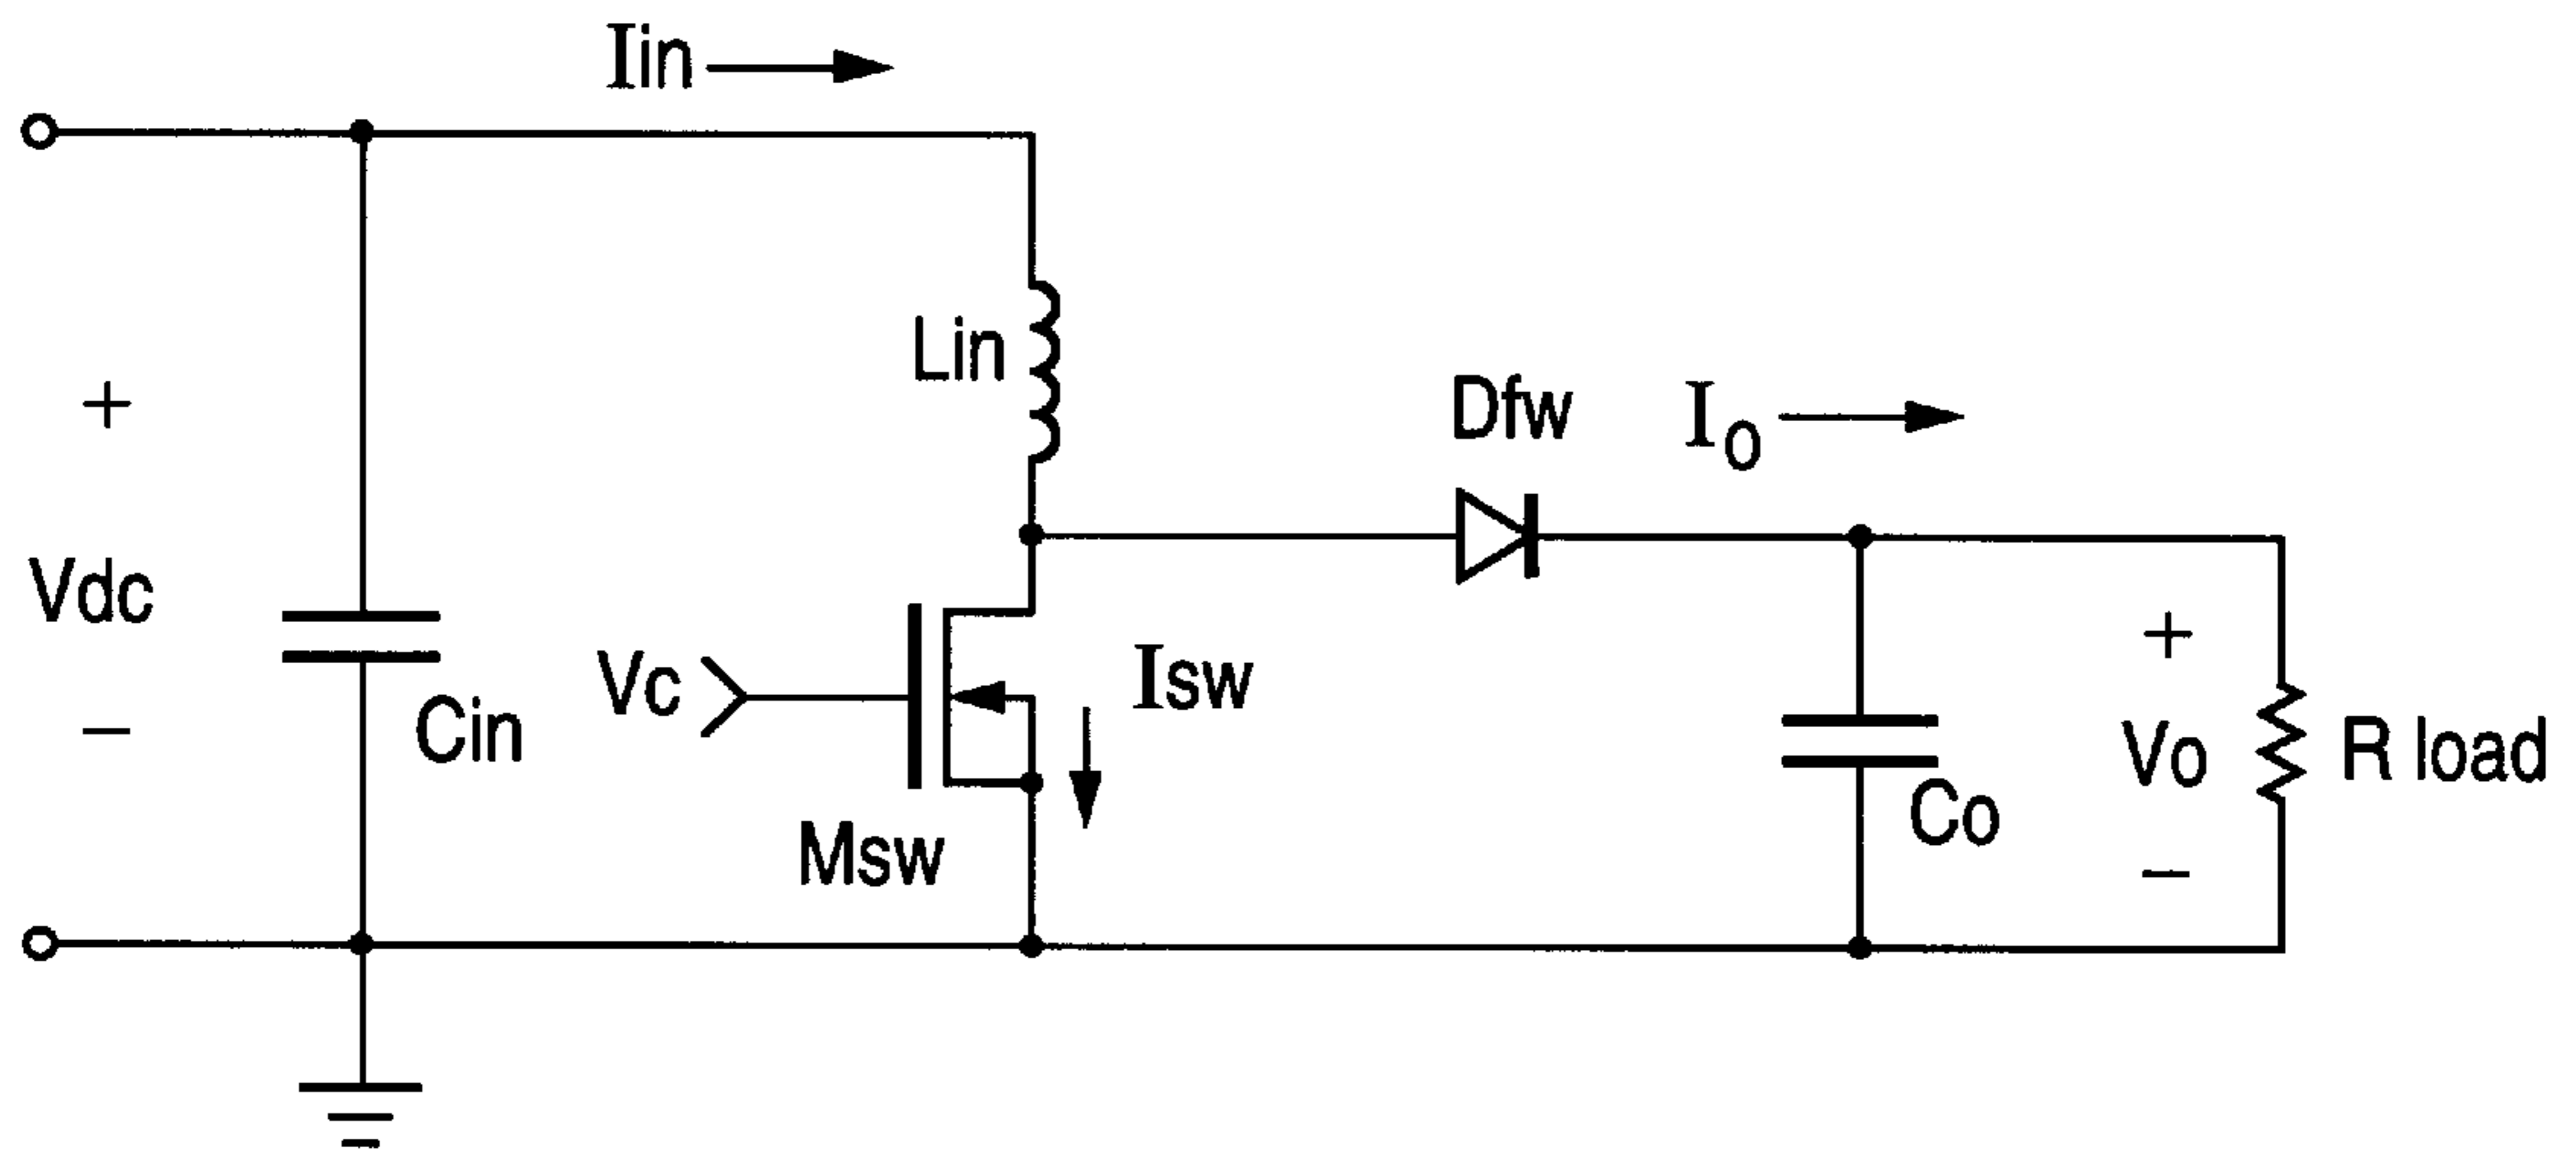 Iin
Lin
Dfw
Io
+
Vdc
−
Cin
Vc
Isw
Msw
Co
+
Vo
−
R load